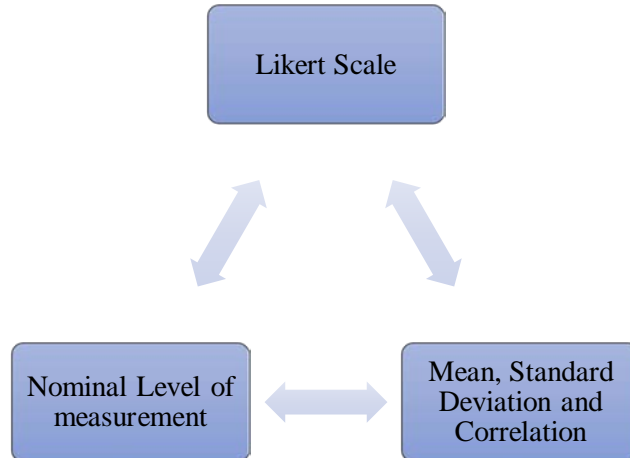 Likert Scale
Nominal Level of
measurement
Mean, Standard
Deviation and
Correlation